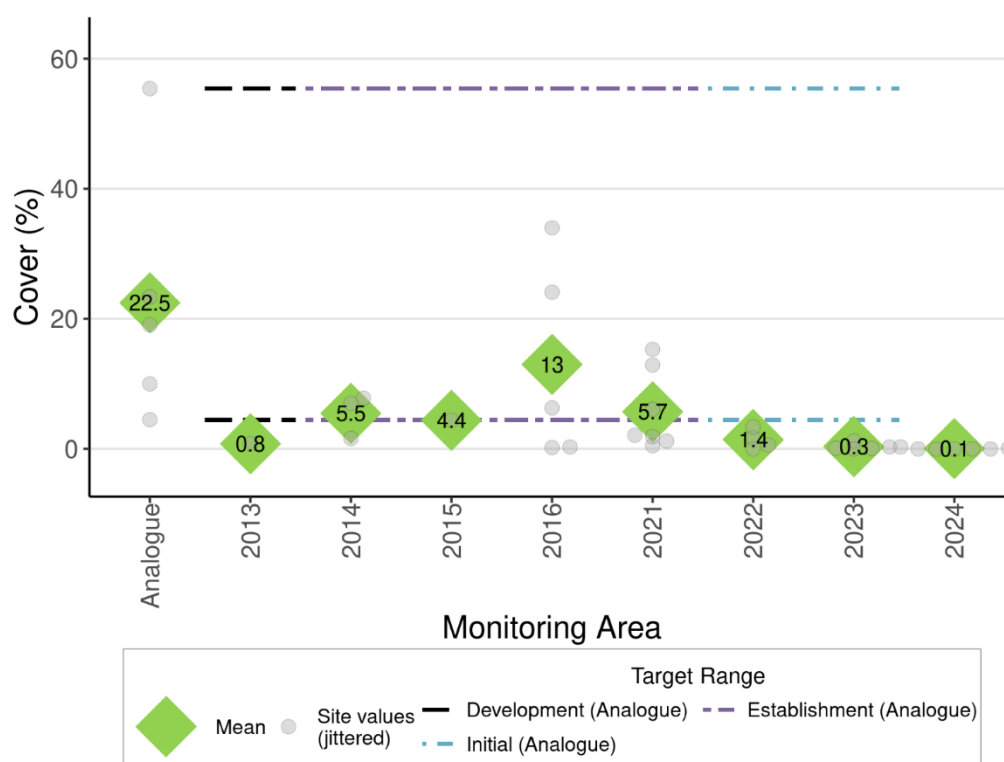 60
40
20
0
Cover (%)
22.5
0.8
5.5
4.4
13
5.7
1.4
0.3
0.1
Analogue
2013
2014
2015
2016
2021
2022
2023
2024
Monitoring Area
Target Range
Mean
Site values
(jittered)
Development (Analogue)
Establishment (Analogue)
Initial (Analogue)